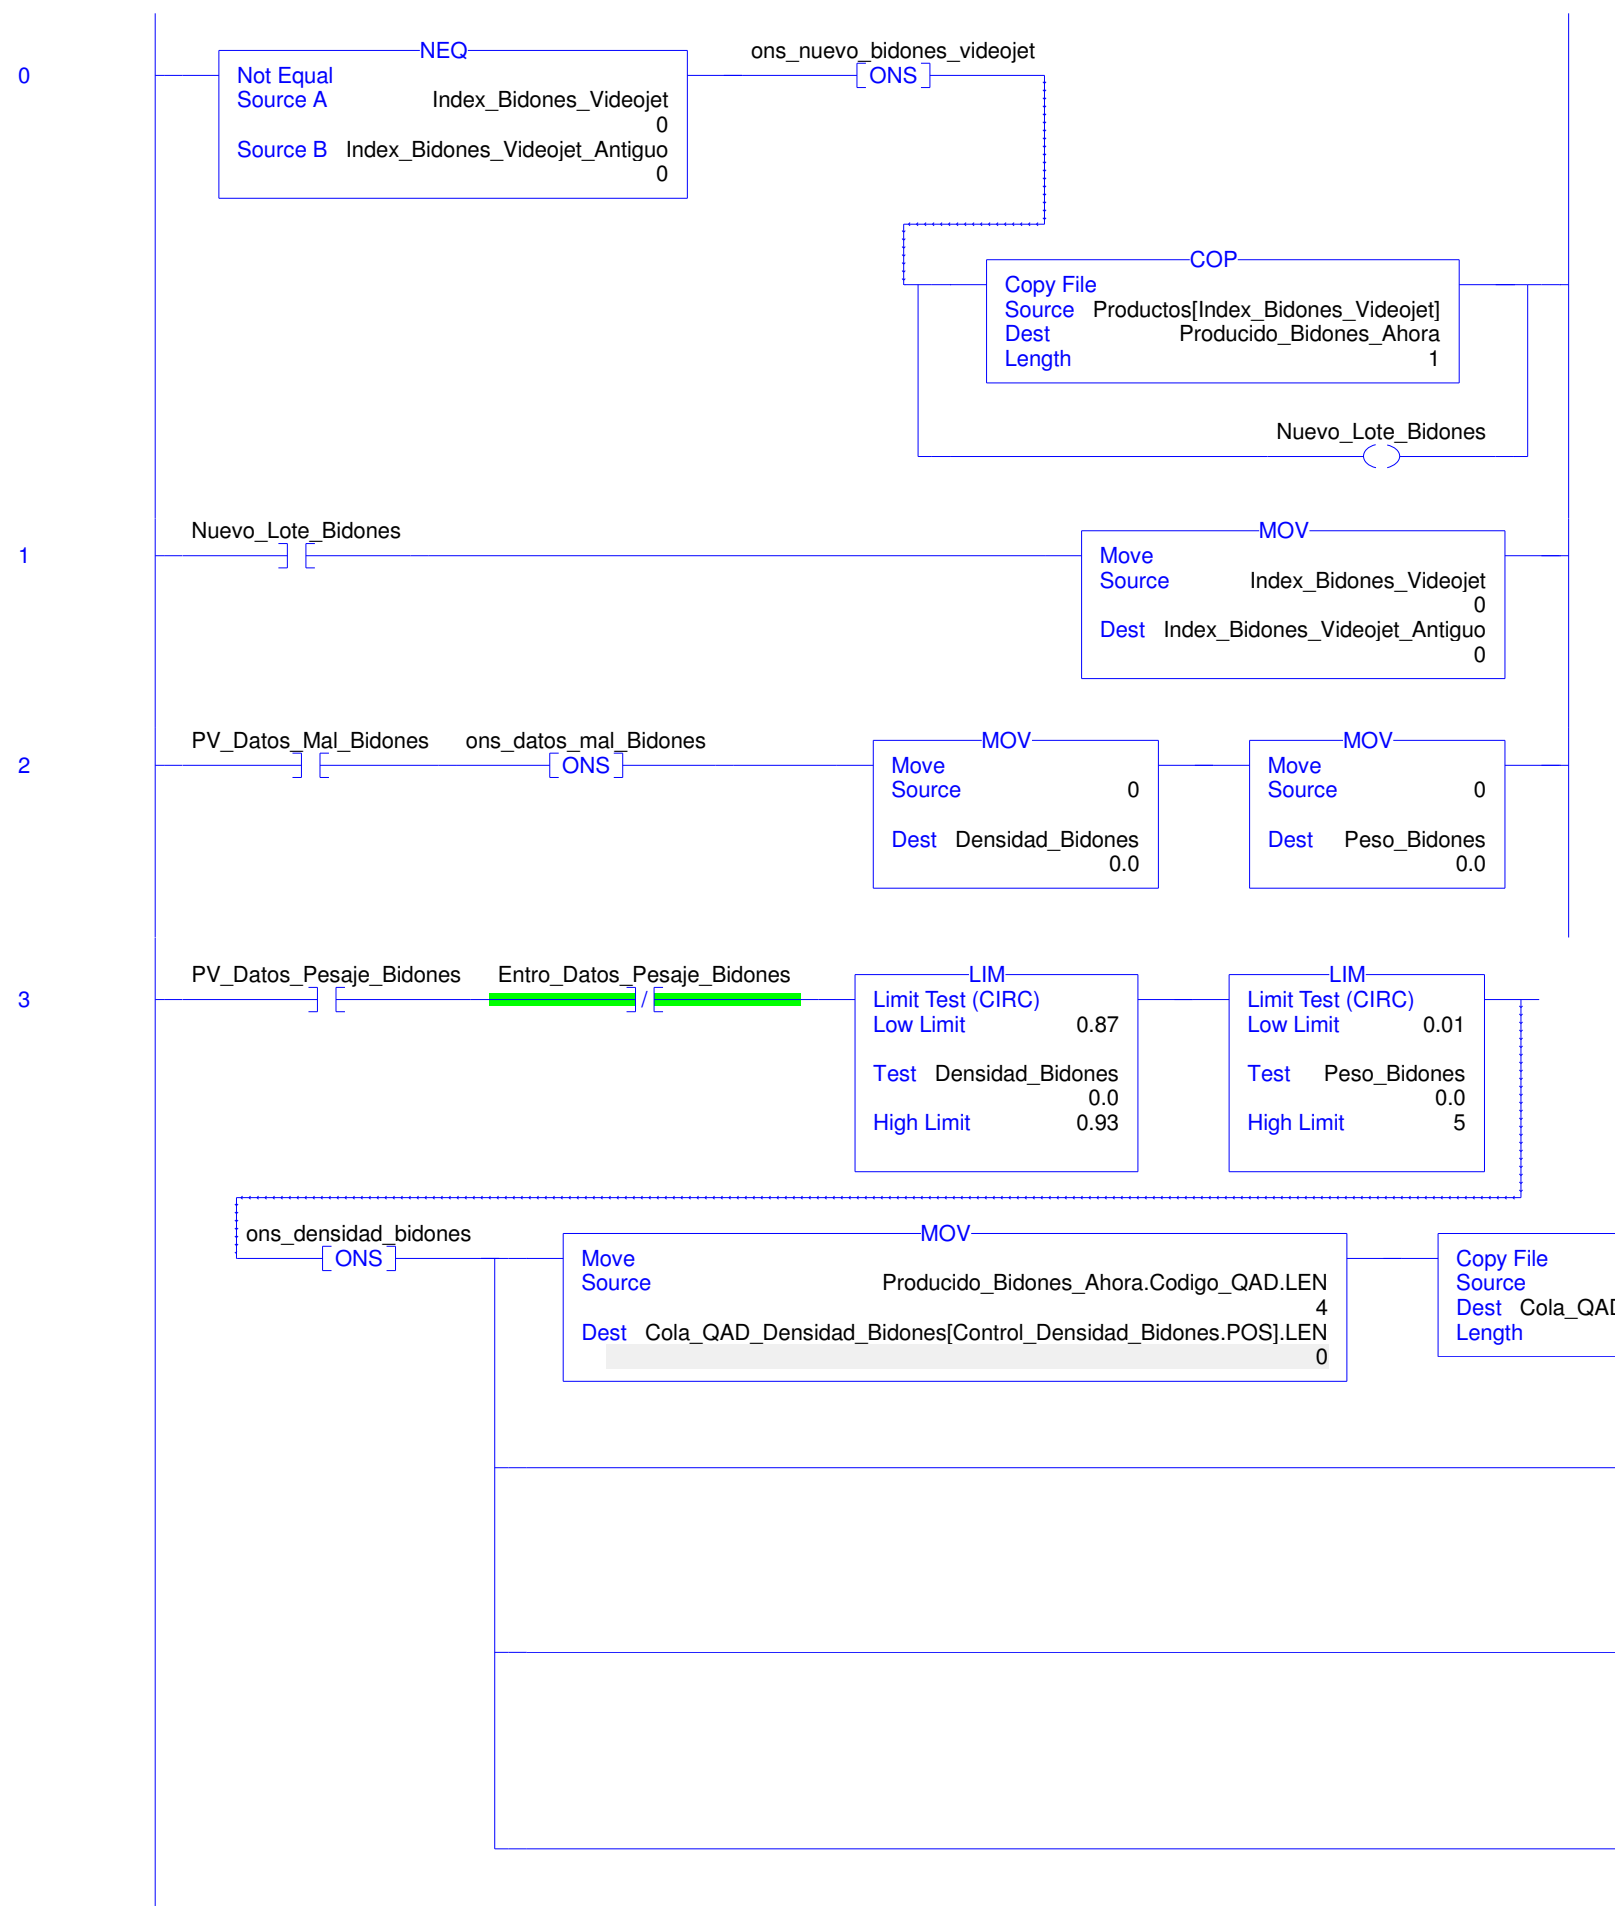 0
NEQ
Not Equal
Source A Index_Bidones_Videojet
0
Source B Index_Bidones_Videojet_Antiguo
0
ons_nuevo_bidones_videojet
ONS
COP
Copy File
Source Productos[Index_Bidones_Videojet]
Dest Producido_Bidones_Ahora
Length 1
Nuevo_Lote_Bidones
1
Nuevo_Lote_Bidones
MOV
Move
Source Index_Bidones_Videojet
0
Dest Index_Bidones_Videojet_Antiguo
0
2
PV_Datos_Mal_Bidones
ons_datos_mal_Bidones
ONS
MOV
Move
Source 0
Dest Densidad_Bidones
0.0
MOV
Move
Source 0
Dest Peso_Bidones
0.0
3
PV_Datos_Pesaje_Bidones
Entro_Datos_Pesaje_Bidones
/
LIM
Limit Test (CIRC)
Low Limit 0.87
Test Densidad_Bidones
0.0
High Limit 0.93
LIM
Limit Test (CIRC)
Low Limit 0.01
Test Peso_Bidones
0.0
High Limit 5
ons_densidad_bidones
ONS
MOV
Move
Source Producido_Bidones_Ahora.Codigo_QAD.LEN
4
Dest Cola_QAD_Densidad_Bidones[Control_Densidad_Bidones.POS].LEN
0
Copy File
Source
Dest Cola_QAD
Length